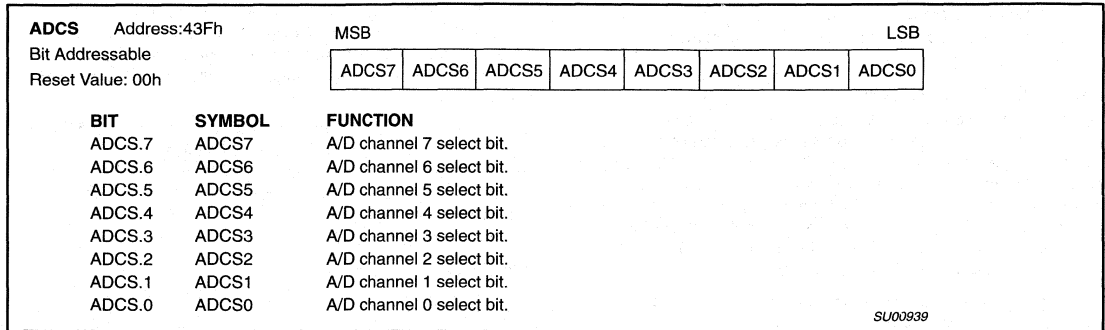 ADCS Address:43Fh
Bit Addressable
Reset Value: 00h
MSB LSB
ADCS7 ADCS6 ADCS5 ADCS4 ADCS3 ADCS2 ADCS1 ADCS0
BIT SYMBOL FUNCTION
ADCS.7 ADCS7 A/D channel 7 select bit.
ADCS.6 ADCS6 A/D channel 6 select bit.
ADCS.5 ADCS5 A/D channel 5 select bit.
ADCS.4 ADCS4 A/D channel 4 select bit.
ADCS.3 ADCS3 A/D channel 3 select bit.
ADCS.2 ADCS2 A/D channel 2 select bit.
ADCS.1 ADCS1 A/D channel 1 select bit.
ADCS.0 ADCS0 A/D channel 0 select bit.
SU00939